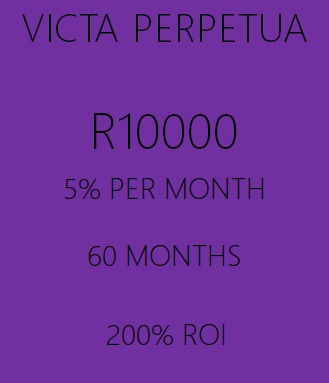 VICTA PERPETUA
R10000
5% PER MONTH
60 MONTHS
200% ROI